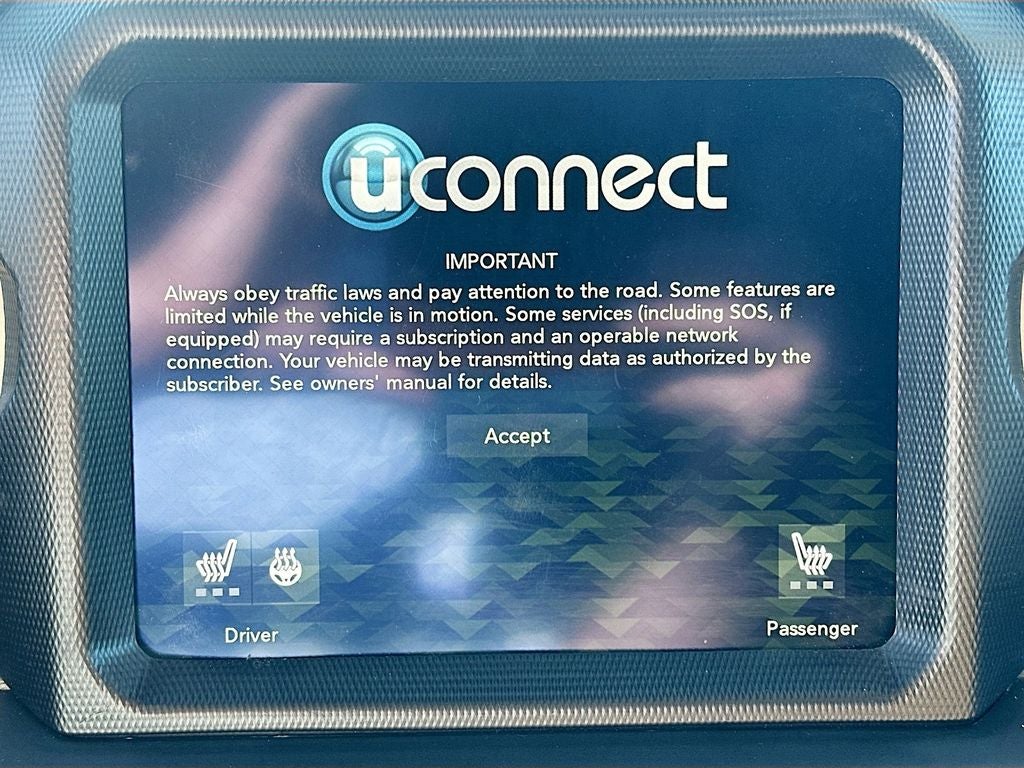 uconnect
IMPORTANT
Always obey traffic laws and pay attention to the road. Some features are
limited while the vehicle is in motion. Some services (including SOS, if
equipped) may require a subscription and an operable network
connection. Your vehicle may be transmitting data as authorized by the
subscriber. See owners' manual for details.
Accept
Driver
Passenger